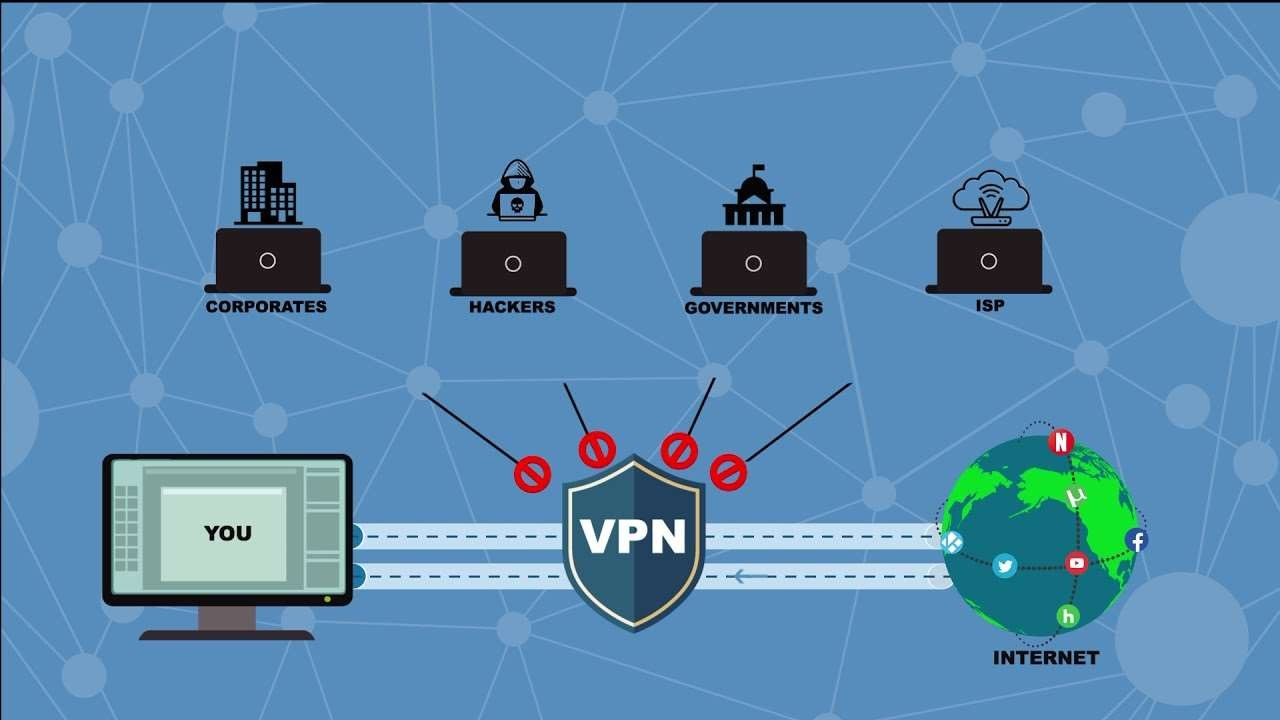 CORPORATES
HACKERS
GOVERNMENTS
ISP
YOU
VPN
N
µ
f
h
INTERNET